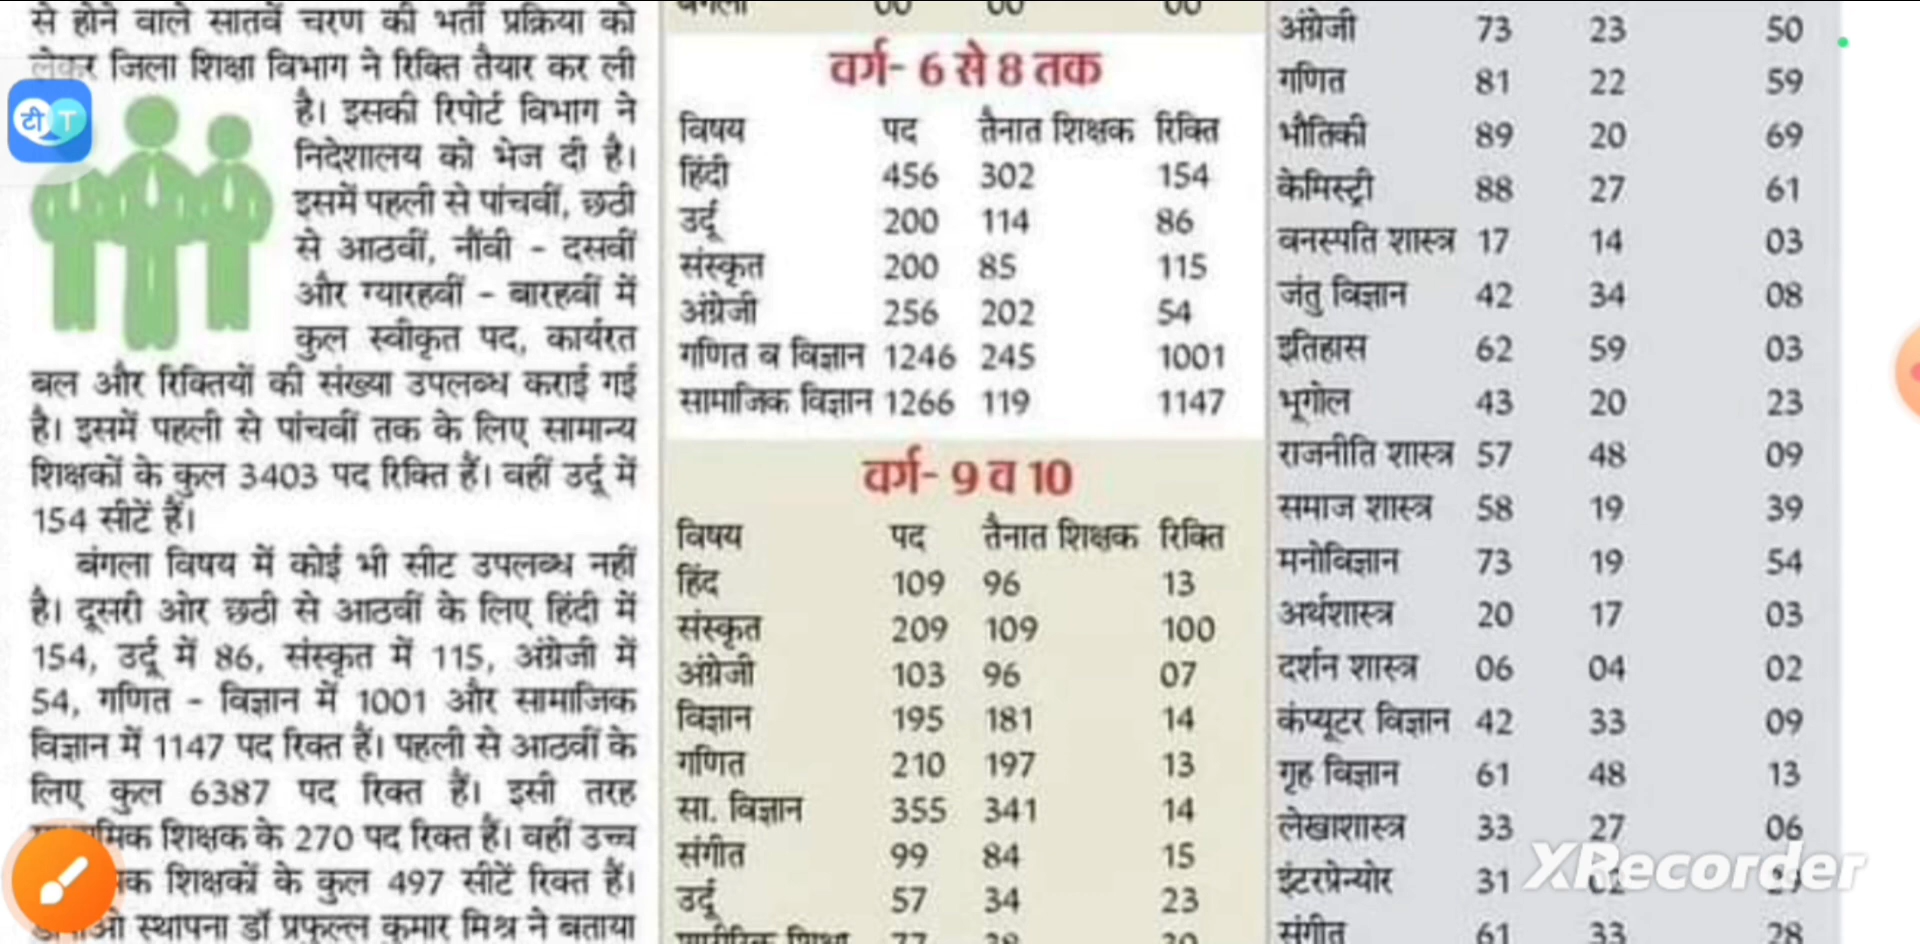 से होने वाले सातवें चरण की भर्ती प्रक्रिया को
लेकर जिला शिक्षा विभाग ने रिक्ति तैयार कर ली
है। इसकी रिपोर्ट विभाग ने
निदेशालय को भेज दी है।
इसमें पहली से पांचवीं, छठी
से आठवीं, नौंवी - दसवीं
और ग्यारहवीं - बारहवीं में
कुल स्वीकृत पद, कार्यरत
बल और रिक्तियों की संख्या उपलब्ध कराई गई
है। इसमें पहली से पांचवीं तक के लिए सामान्य
शिक्षकों के कुल 3403 पद रिक्ति हैं। वहीं उर्दू में
154 सीटें हैं।
बंगला विषय में कोई भी सीट उपलब्ध नहीं
है। दूसरी ओर छठी से आठवीं के लिए हिंदी में
154, उर्दू में 86, संस्कृत में 115, अंग्रेजी में
54, गणित - विज्ञान में 1001 और सामाजिक
विज्ञान में 1147 पद रिक्त हैं। पहली से आठवीं के
लिए कुल 6387 पद रिक्त हैं। इसी तरह
शिक्षक के 270 पद रिक्त हैं। वहीं उच्च
शिक्षकों के कुल 497 सीटें रिक्त हैं।
स्थापना डॉ प्रफुल्ल कुमार मिश्र ने बताया
टी T
बंगला 00 00 00
वर्ग- 6 से 8 तक
विषय पद तैनात शिक्षक रिक्ति
हिंदी 456 302 154
उर्दू 200 114 86
संस्कृत 200 85 115
अंग्रेजी 256 202 54
गणित व विज्ञान 1246 245 1001
सामाजिक विज्ञान 1266 119 1147
वर्ग- 9 व 10
विषय पद तैनात शिक्षक रिक्ति
हिंद 109 96 13
संस्कृत 209 109 100
अंग्रेजी 103 96 07
विज्ञान 195 181 14
गणित 210 197 13
सा. विज्ञान 355 341 14
संगीत 99 84 15
उर्दू 57 34 23
अंग्रेजी 73 23 50
गणित 81 22 59
भौतिकी 89 20 69
केमिस्ट्री 88 27 61
वनस्पति शास्त्र 17 14 03
जंतु विज्ञान 42 34 08
इतिहास 62 59 03
भूगोल 43 20 23
राजनीति शास्त्र 57 48 09
समाज शास्त्र 58 19 39
मनोविज्ञान 73 19 54
अर्थशास्त्र 20 17 03
दर्शन शास्त्र 06 04 02
कंप्यूटर विज्ञान 42 33 09
गृह विज्ञान 61 48 13
लेखाशास्त्र 33 27 06
इंटरप्रेन्योर 31
संगीत 61 33 28
XRecorder